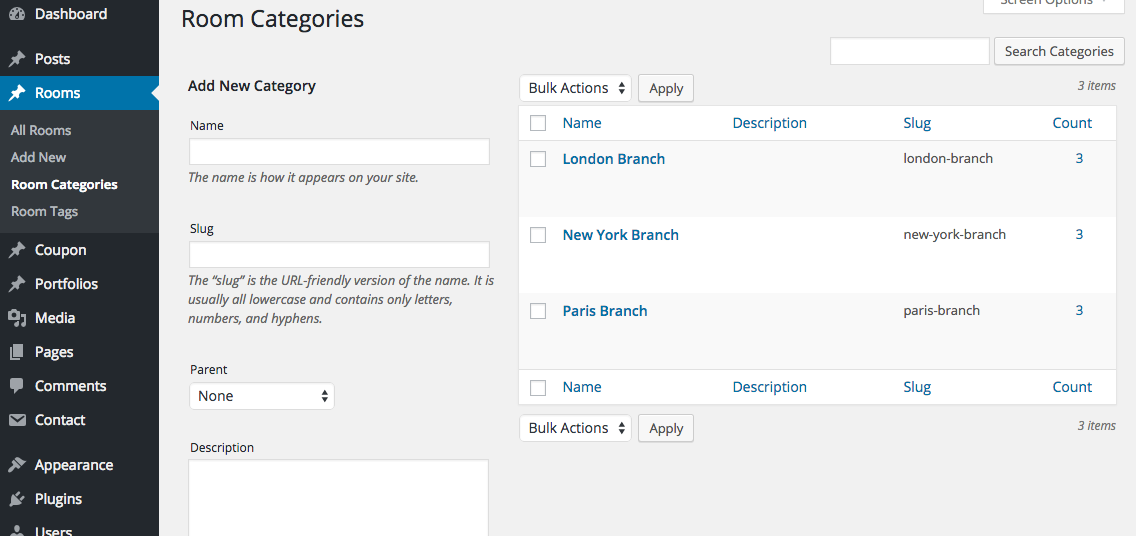 Dashboard
Posts
Rooms
All Rooms
Add New
Room Categories
Room Tags
Coupon
Portfolios
Media
Pages
Comments
Contact
Appearance
Plugins
Users
Room Categories
Screen Options
Search Categories
Add New Category
Name
The name is how it appears on your site.
Slug
The “slug” is the URL-friendly version of the name. It is
usually all lowercase and contains only letters,
numbers, and hyphens.
Parent
None
Description
Bulk Actions Apply 3 items
Name Description Slug Count
London Branch london-branch 3
New York Branch new-york-branch 3
Paris Branch paris-branch 3
Name Description Slug Count
Bulk Actions Apply 3 items